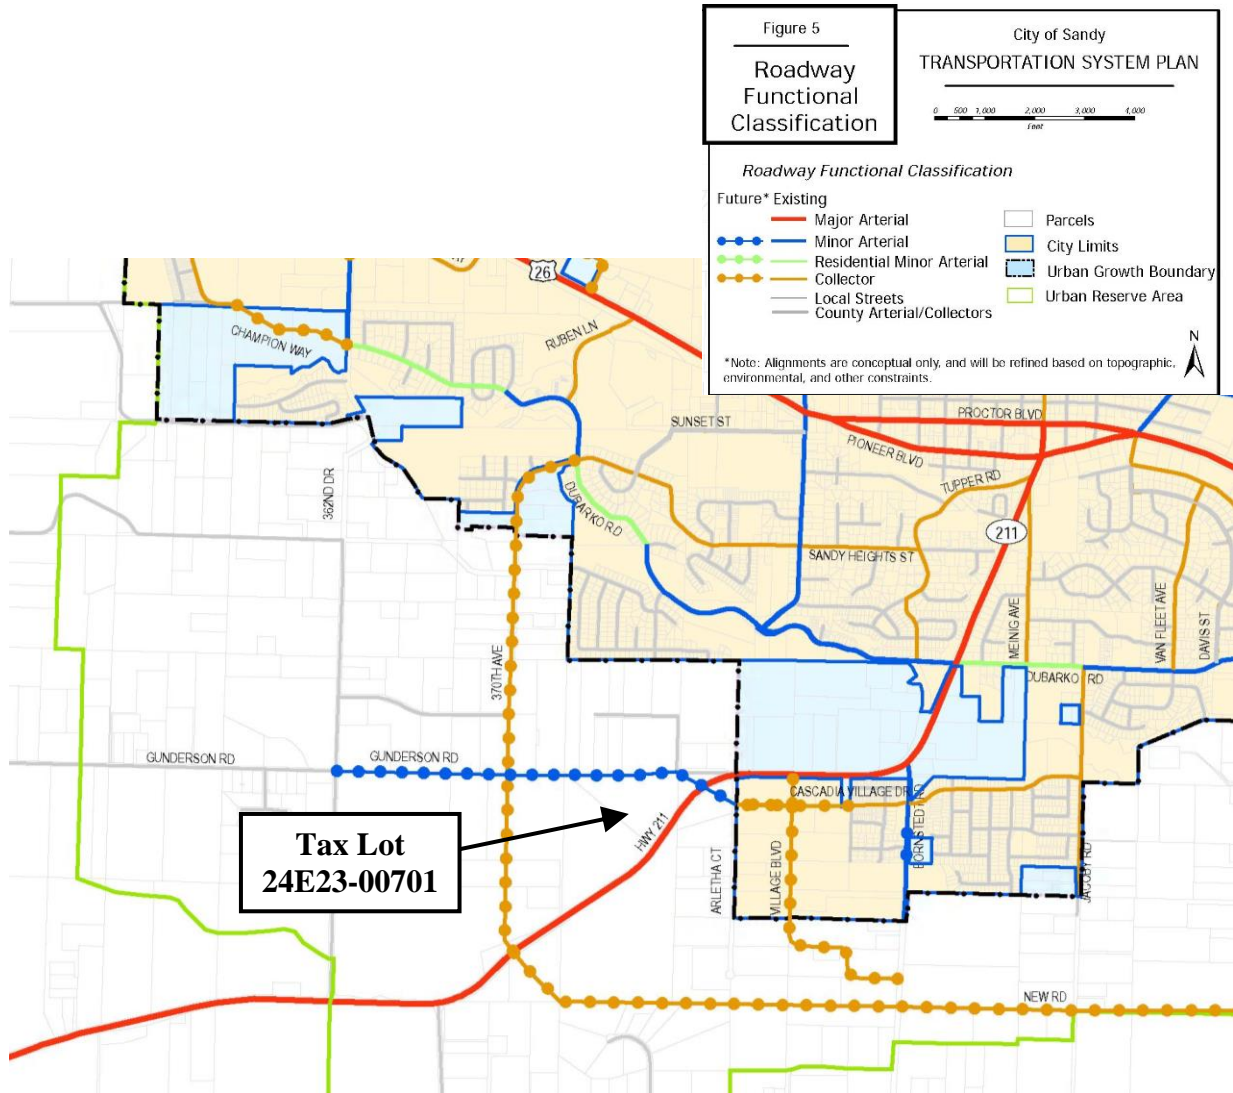 Figure 5
Roadway
Functional
Classification
City of Sandy
TRANSPORTATION SYSTEM PLAN
0 500 1,000 2,000 3,000 4,000
Feet
Roadway Functional Classification
Future* Existing
Major Arterial
Minor Arterial
Residential Minor Arterial
Collector
Local Streets
County Arterial/Collectors
Parcels
City Limits
Urban Growth Boundary
Urban Reserve Area
*Note: Alignments are conceptual only, and will be refined based on topographic,
environmental, and other constraints.
N
26
CHAMPION WAY
RUBEN LN
SUNSET ST
PROCTOR BLVD
PIONEER BLVD
TUPPER RD
362ND DR
DUBARKO RD
211
SANDY HEIGHTS ST
MEINIG AVE
VAN FLEET AVE
DAVIS ST
370TH AVE
DUBARKO RD
GUNDERSON RD
GUNDERSON RD
CASCADIA VILLAGE DR
BORNSTEDT RD
HWY 211
Tax Lot
24E23-00701
ARLETHA CT
VILLAGE BLVD
JACOBY RD
NEW RD